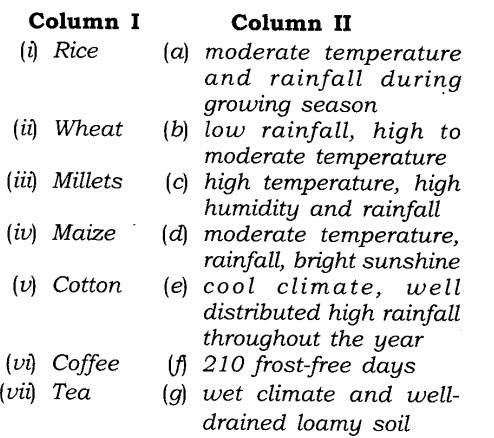 Column I Column II
(i) Rice (a) moderate temperature
and rainfall during
growing season
(ii) Wheat (b) low rainfall, high to
moderate temperature
(iii) Millets (c) high temperature, high
humidity and rainfall
(iv) Maize (d) moderate temperature,
rainfall, bright sunshine
(v) Cotton (e) cool climate, well
distributed high rainfall
throughout the year
(vi) Coffee (f) 210 frost-free days
(vii) Tea (g) wet climate and well-
drained loamy soil